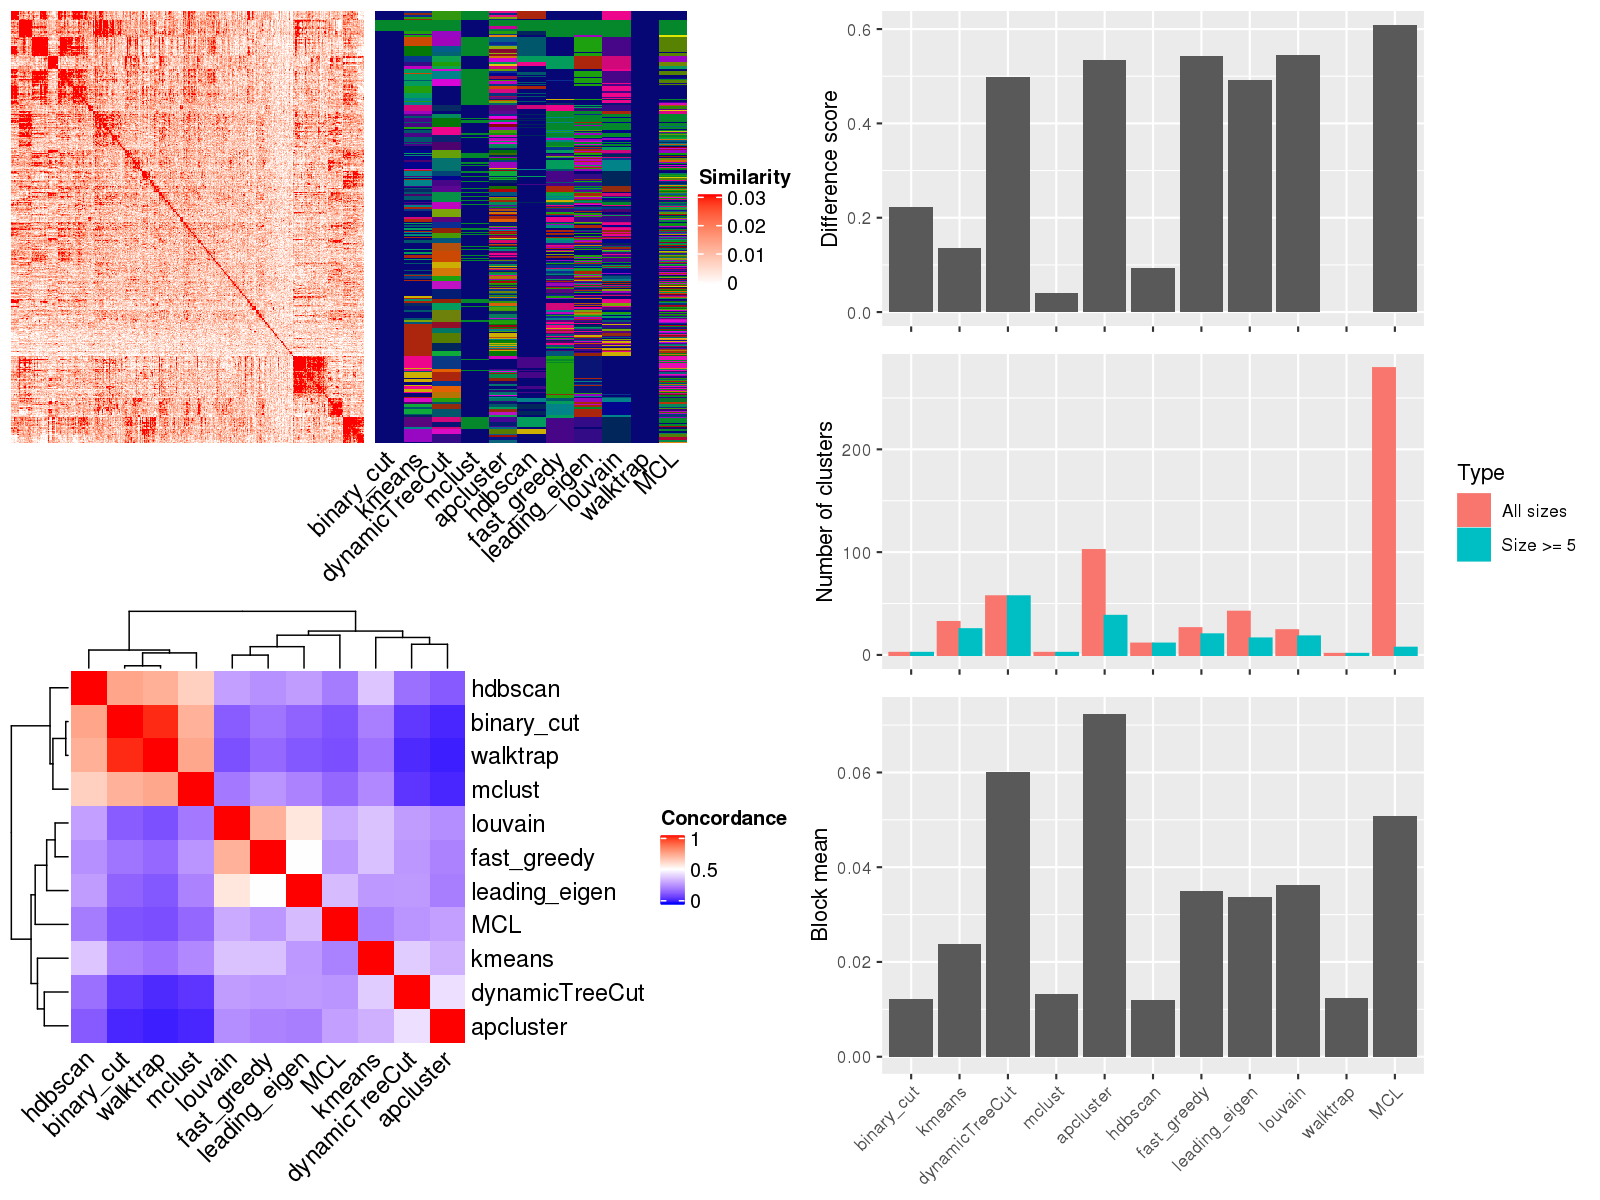 Similarity
0.03
0.02
0.01
0
binary_cut
kmeans
dynamicTreeCut
mclust
apcluster
hdbscan
fast_greedy
leading_eigen
louvain
walktrap
MCL
hdbscan
binary_cut
walktrap
mclust
louvain
fast_greedy
leading_eigen
MCL
kmeans
dynamicTreeCut
apcluster
Concordance
1
0.5
0
hdbscan
binary_cut
walktrap
mclust
louvain
fast_greedy
leading_eigen
MCL
kmeans
dynamicTreeCut
apcluster
Difference score
0.6
0.4
0.2
0.0
Number of clusters
200
100
0
Type
All sizes
Size >= 5
Block mean
0.06
0.04
0.02
0.00
binary_cut
kmeans
dynamicTreeCut
mclust
apcluster
hdbscan
fast_greedy
leading_eigen
louvain
walktrap
MCL